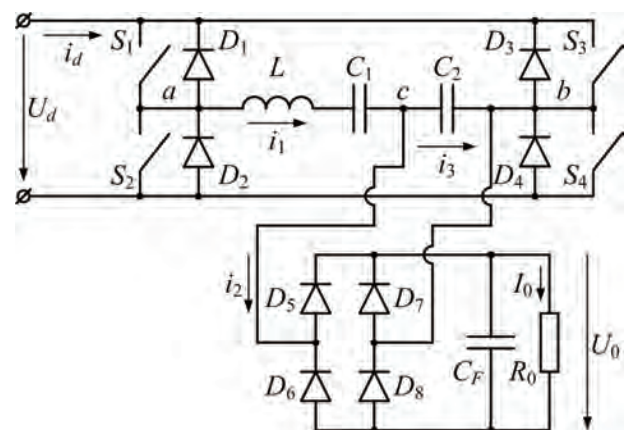 i_d S_1 D_1 D_3 S_3
L C_1 C_2
a c b
U_d
i_1 i_3
S_2 D_2 D_4 S_4
i_2 D_5 D_7 I_0
U_0
D_6 D_8 C_F R_0